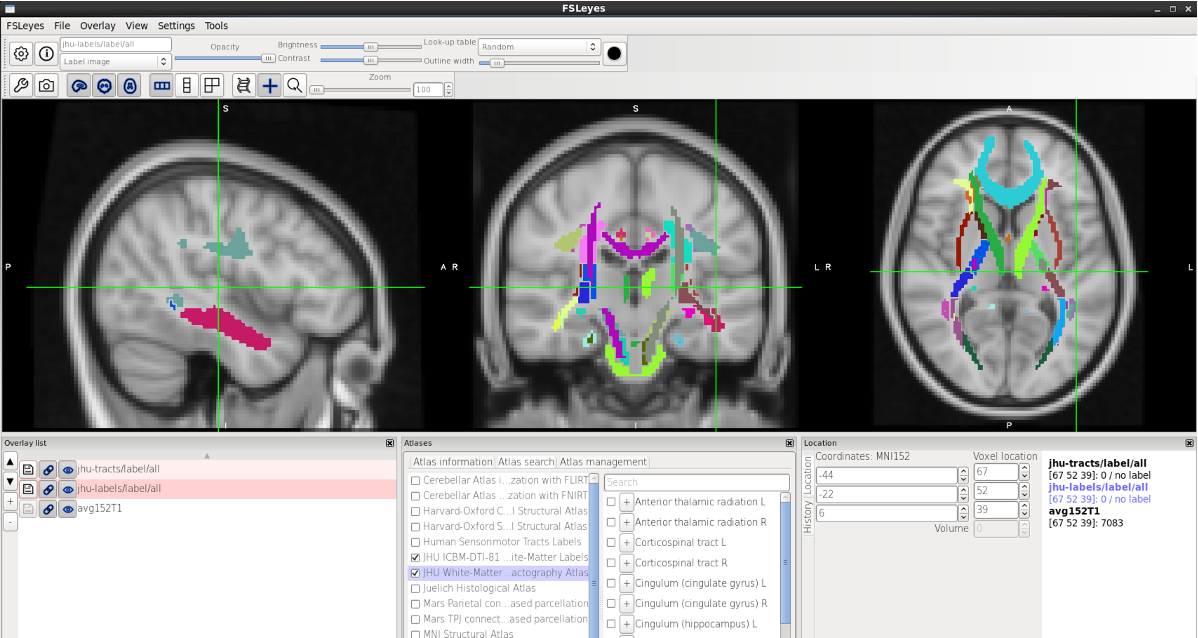 FSLeyes
FSLeyes File Overlay View Settings Tools
jhu-labels/label/all
Opacity
Brightness
Look-up table
Random
Label image
Contrast
Outline width
Zoom
100
S
S
A
P
A R
L R
L
I
I
P
Overlay list
jhu-tracts/label/all
jhu-labels/label/all
avg152T1
Atlases
Atlas information Atlas search Atlas management
Cerebellar Atlas i...zation with FLIRT
Cerebellar Atlas ...zation with FNIRT
Harvard-Oxford C...l Structural Atlas
Harvard-Oxford S...l Structural Atlas
Human Sensorimotor Tracts Labels
JHU ICBM-DTI-81 ...ite-Matter Labels
JHU White-Matter ...actography Atlas
Juelich Histological Atlas
Mars Parietal con...ased parcellation
Mars TPJ connect...ased parcellation
MNI Structural Atlas
Search
Anterior thalamic radiation L
Anterior thalamic radiation R
Corticospinal tract L
Corticospinal tract R
Cingulum (cingulate gyrus) L
Cingulum (cingulate gyrus) R
Cingulum (hippocampus) L
Location
Location
History
Coordinates: MNI152
-44
-22
6
Voxel location
67
52
39
Volume
0
jhu-tracts/label/all
[67 52 39]: 0 / no label
jhu-labels/label/all
[67 52 39]: 0 / no label
avg152T1
[67 52 39]: 7083